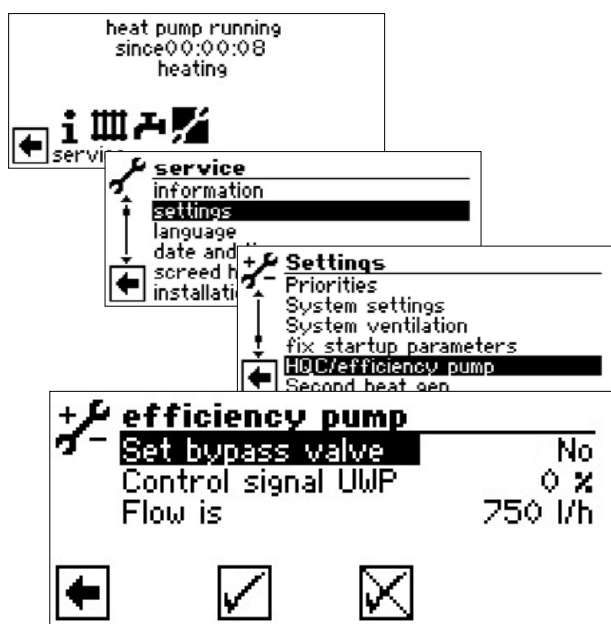 heat pump running
since00:00:08
heating
service
information
settings
language
date and
screed h
installati
Settings
Priorities
System settings
System ventilation
fix startup parameters
HQC/efficiency pump
Second heat gen
efficiency pump
Set bypass valve No
Control signal UWP 0 %
Flow is 750 l/h